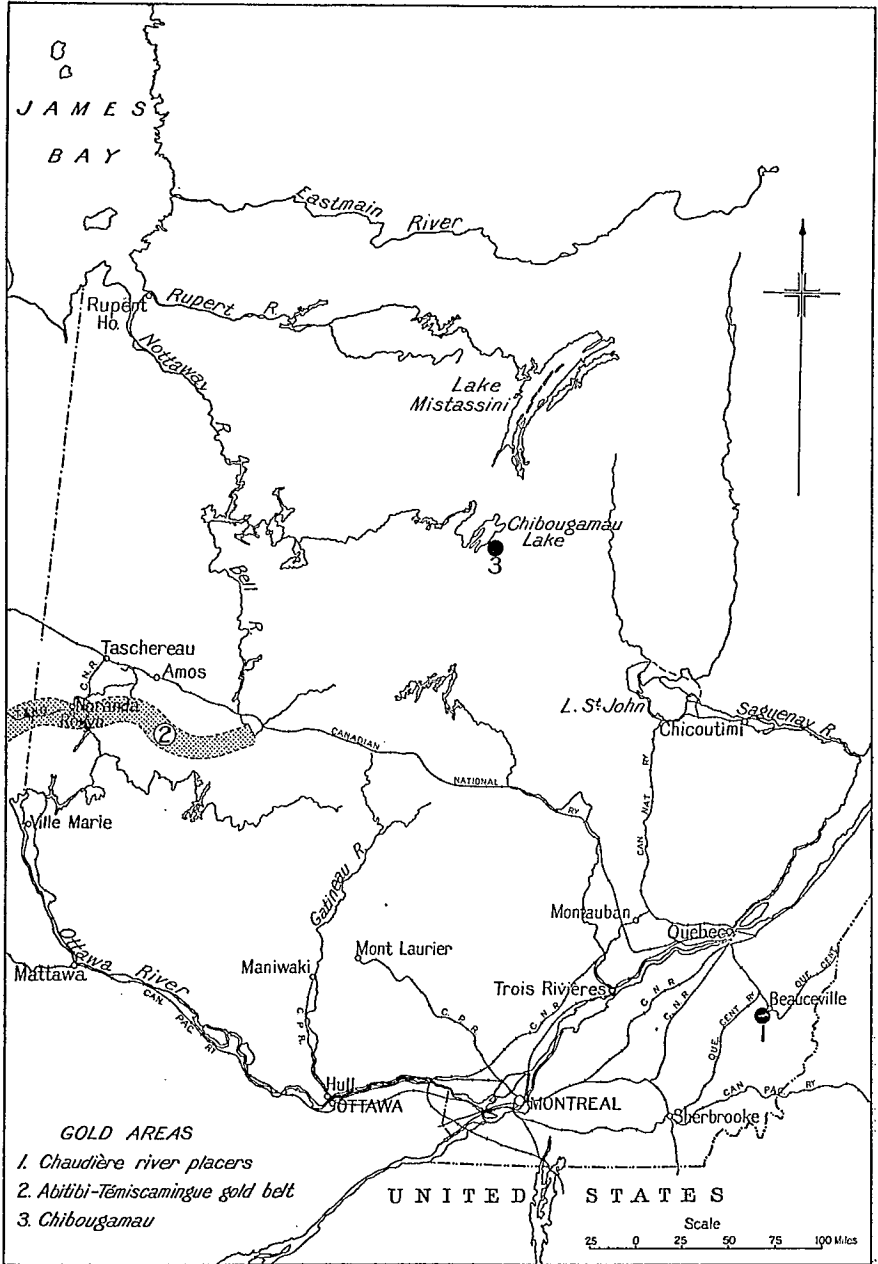 JAMES
BAY
Eastmain River
Rupert Ho.
Rupert R.
Nottaway
R.
Lake
Mistassini
Chibougamau
Lake
3
Bell R.
Taschereau
Amos
C.N.R.
Noranda
Rouyn
2
CANADIAN NATIONAL RY
L. St John
Chicoutimi
Saguenay R.
CAN NAT RY
Ville Marie
Gatineau R.
Montauban
Quebec
Ottawa River
Mattawa
CAN. PAC RY
Maniwaki
Mont Laurier
Trois Rivières
C.P.R.
C.P.R.
C.N.R.
C.N.R.
C.N.R.
QUE CENT RY
QUE CENT
Beauceville
1
Hull
OTTAWA
MONTREAL
Sherbrooke
CAN PAC RY
GOLD AREAS
1. Chaudière river placers
2. Abitibi-Témiscamingue gold belt
3. Chibougamau
UNITED STATES
Scale
25 0 25 50 100 Miles